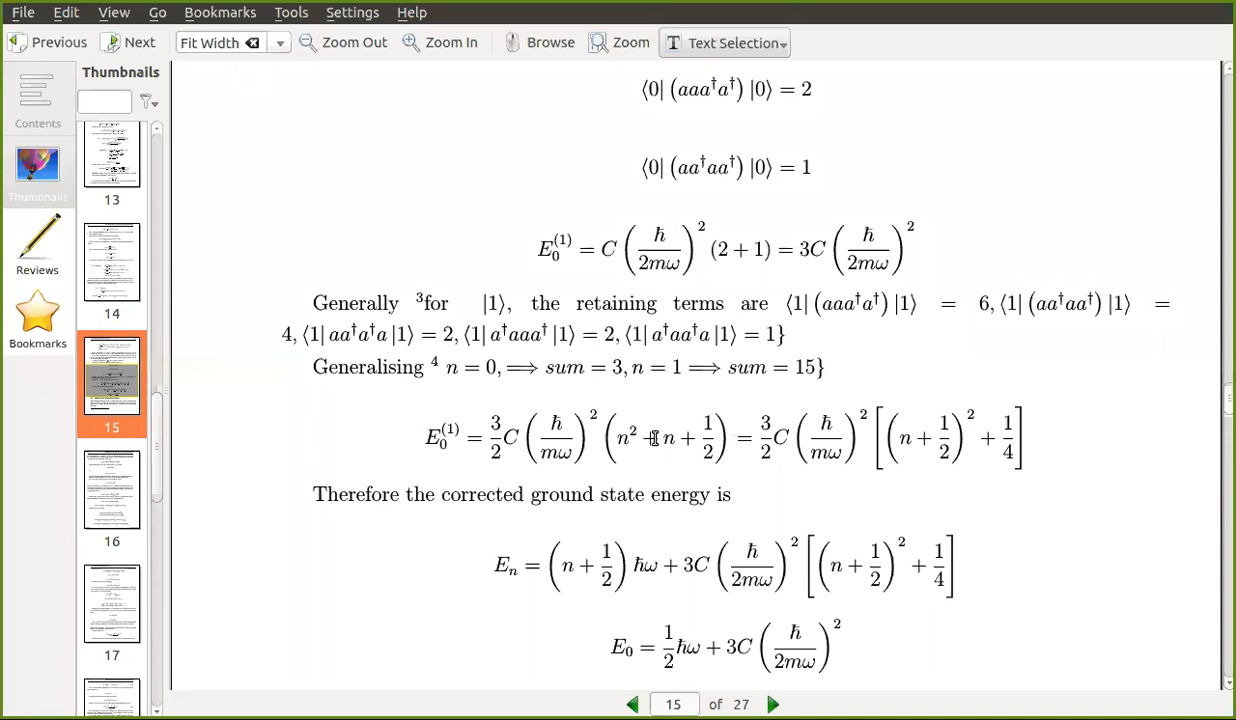 File Edit View Go Bookmarks Tools Settings Help
Previous Next Fit Width Zoom Out Zoom In Browse Zoom Text Selection
Contents
Thumbnails
Reviews
Bookmarks
Thumbnails
13
14
15
16
17
⟨0| (aaa†a†) |0⟩ = 2
⟨0| (aa†aa†) |0⟩ = 1
E₀⁽¹⁾ = C (ħ/2mω)² (2 + 1) = 3C (ħ/2mω)²
Generally ³for |1⟩, the retaining terms are ⟨1| (aaa†a†) |1⟩ = 6, ⟨1| (aa†aa†) |1⟩ =
4, ⟨1| aa†a†a |1⟩ = 2, ⟨1| a†aaa† |1⟩ = 2, ⟨1| a†aa†a |1⟩ = 1}
Generalising ⁴ n = 0, ⟹ sum = 3, n = 1 ⟹ sum = 15}
E₀⁽¹⁾ = 3/2 C (ħ/mω)² (n² + n + 1/2) = 3/2 C (ħ/mω)² [(n + 1/2)² + 1/4]
Therefore the corrected ground state energy is
Eₙ = (n + 1/2) ħω + 3C (ħ/2mω)² [(n + 1/2)² + 1/4]
E₀ = 1/2 ħω + 3C (ħ/2mω)²
15 of 27